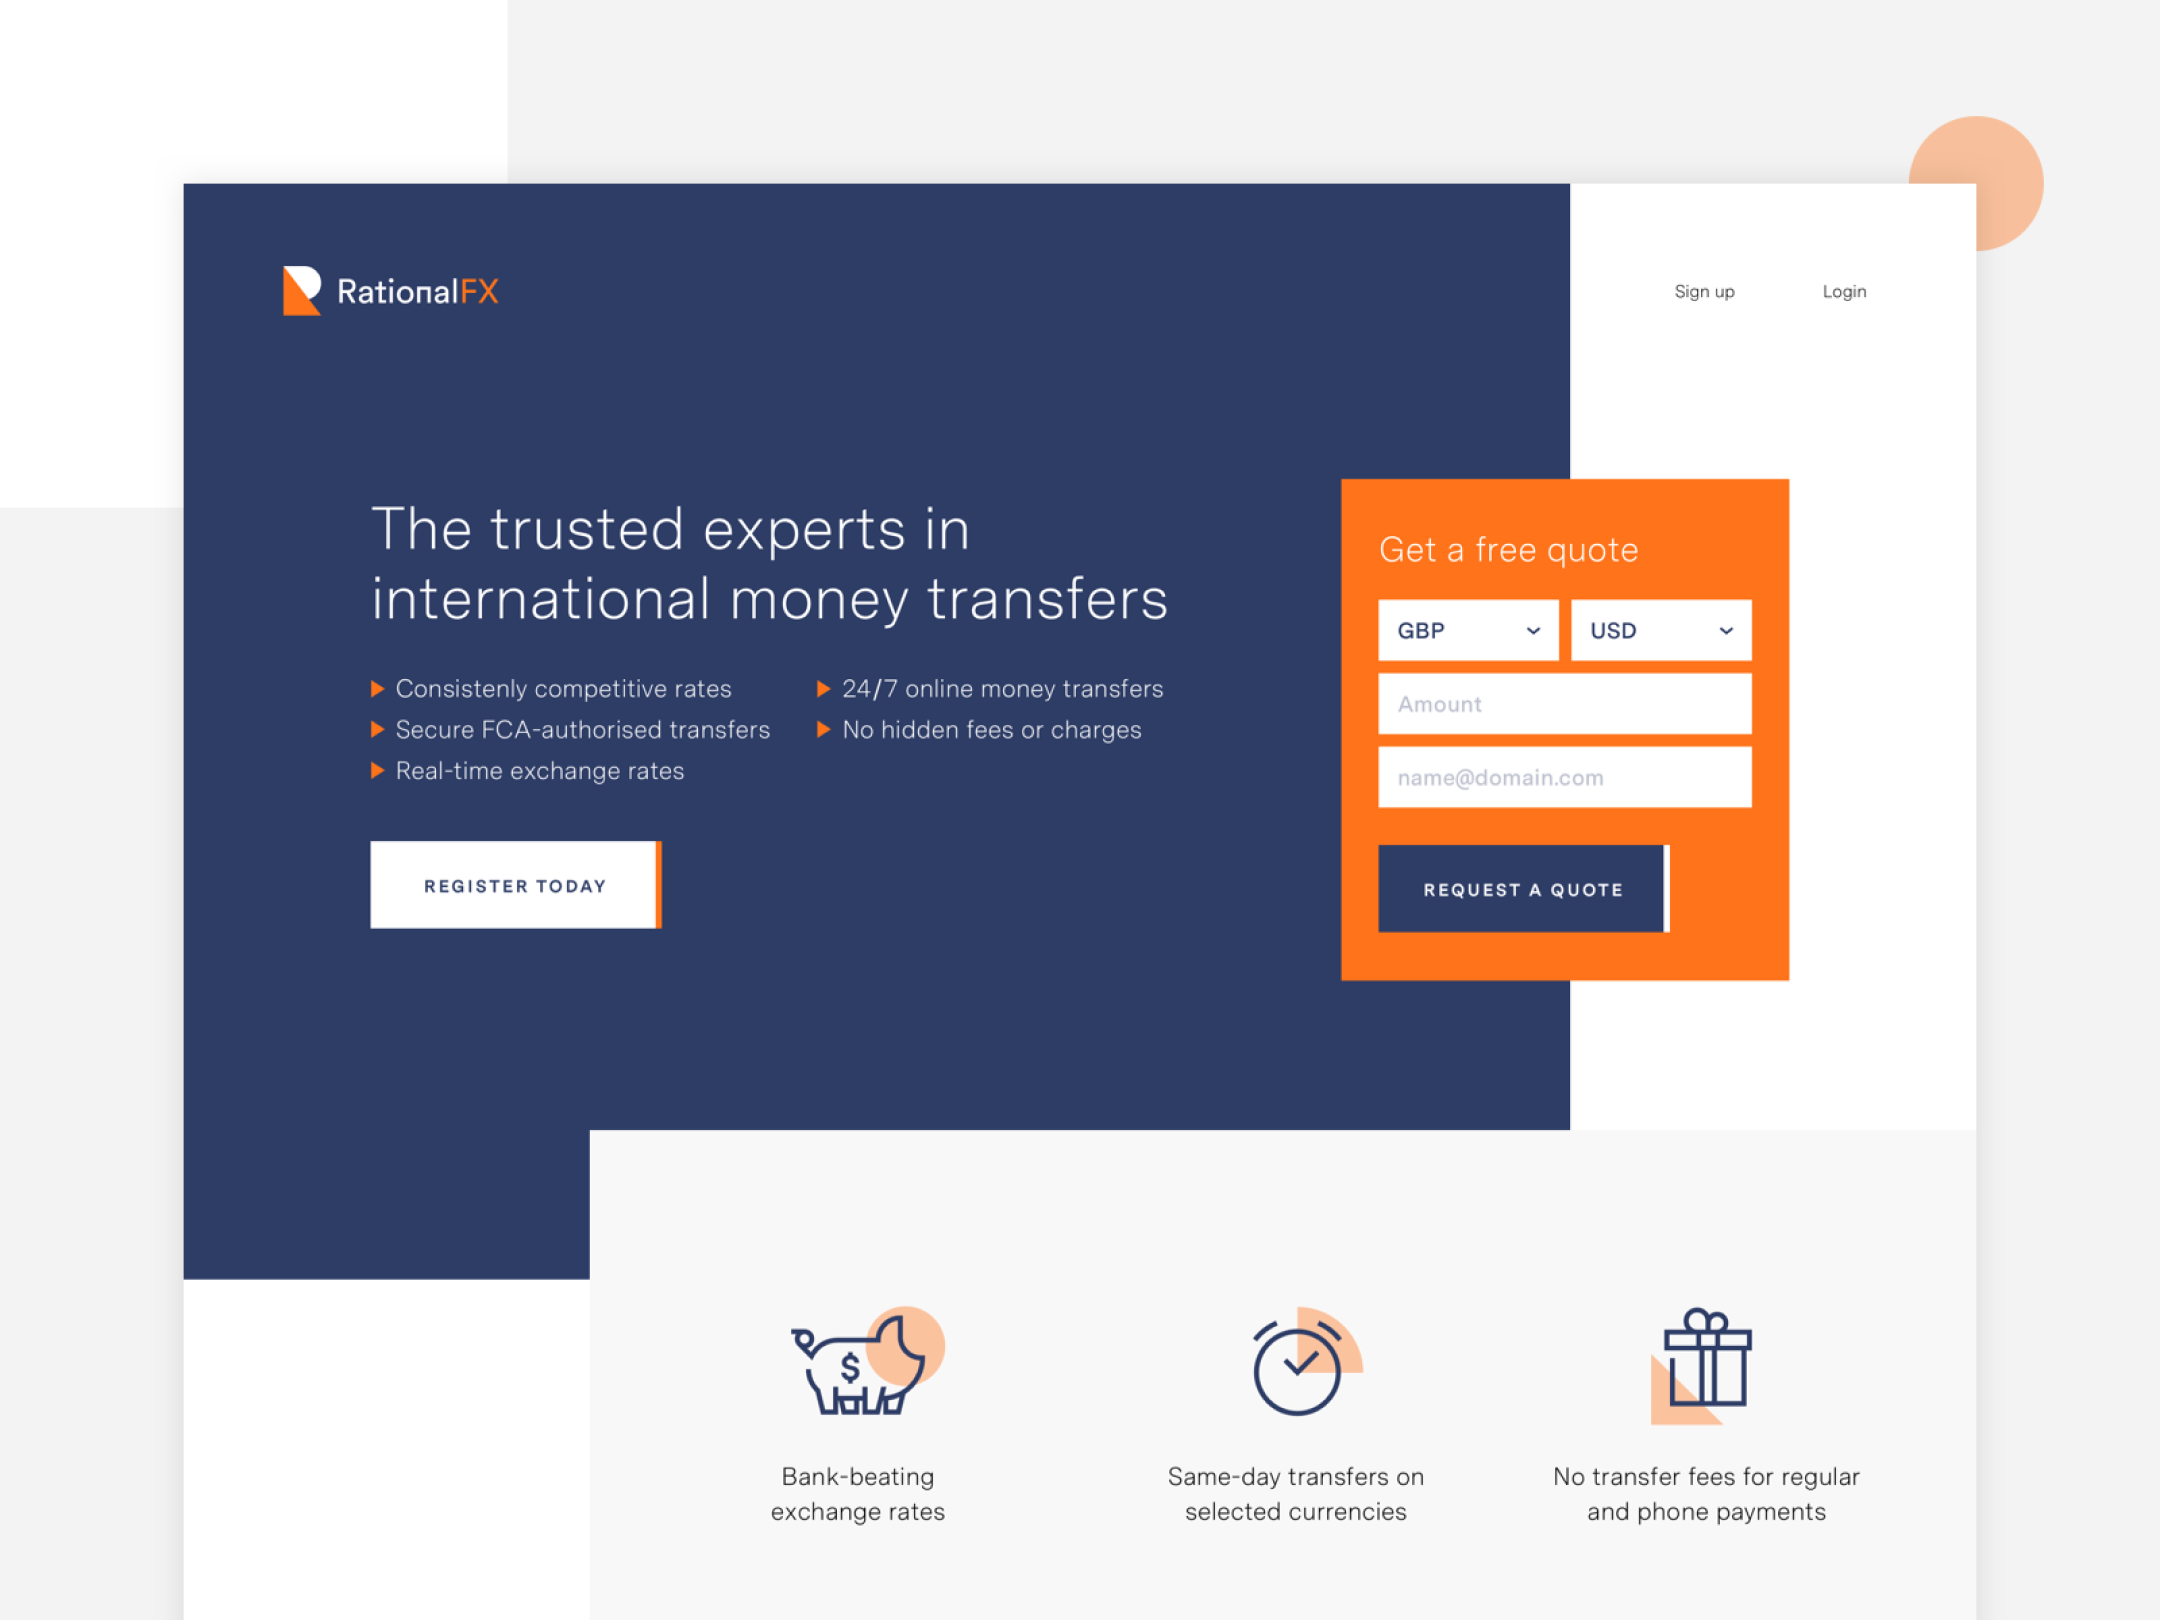 RationalFX
Sign up
Login
The trusted experts in
international money transfers
Consistenly competitive rates
Secure FCA-authorised transfers
Real-time exchange rates
24/7 online money transfers
No hidden fees or charges
REGISTER TODAY
Get a free quote
GBP
USD
Amount
name@domain.com
REQUEST A QUOTE
$
Bank-beating
exchange rates
Same-day transfers on
selected currencies
No transfer fees for regular
and phone payments